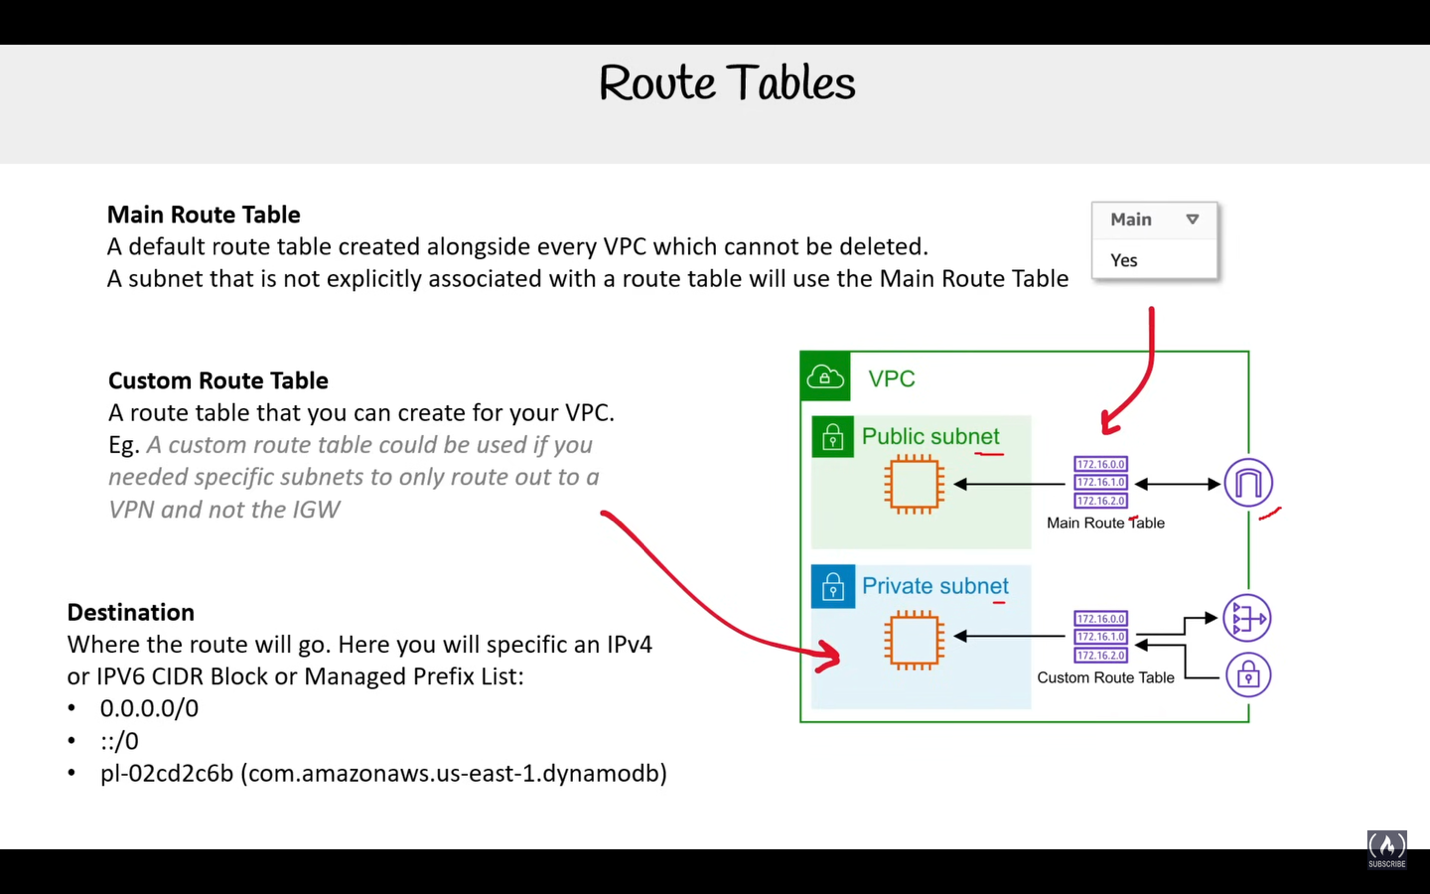 Route Tables
Main Route Table
A default route table created alongside every VPC which cannot be deleted.
A subnet that is not explicitly associated with a route table will use the Main Route Table
Main
Yes
Custom Route Table
A route table that you can create for your VPC.
Eg. A custom route table could be used if you
needed specific subnets to only route out to a
VPN and not the IGW
Destination
Where the route will go. Here you will specific an IPv4
or IPV6 CIDR Block or Managed Prefix List:
• 0.0.0.0/0
• ::/0
• pl-02cd2c6b (com.amazonaws.us-east-1.dynamodb)
VPC
Public subnet
172.16.0.0
172.16.1.0
172.16.2.0
Main Route Table
Private subnet
172.16.0.0
172.16.1.0
172.16.2.0
Custom Route Table
SUBSCRIBE